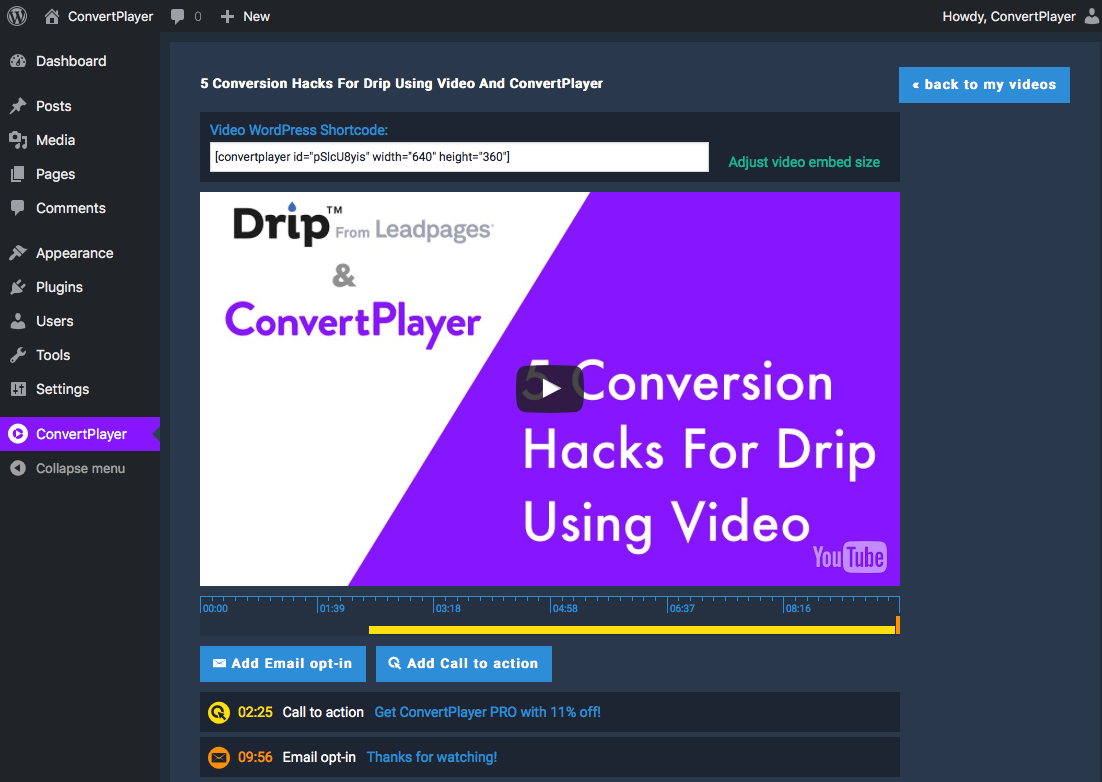 ConvertPlayer 0 New Howdy, ConvertPlayer
Dashboard
Posts
Media
Pages
Comments
Appearance
Plugins
Users
Tools
Settings
ConvertPlayer
Collapse menu
5 Conversion Hacks For Drip Using Video And ConvertPlayer
« back to my videos
Video WordPress Shortcode:
[convertplayer id="pSlcU8yis" width="640" height="360"]
Adjust video embed size
Drip™ From Leadpages
&
ConvertPlayer
5 Conversion
Hacks For Drip
Using Video
YouTube
00:00 01:39 03:18 04:58 06:37 08:16
Add Email opt-in Add Call to action
02:25 Call to action Get ConvertPlayer PRO with 11% off!
09:56 Email opt-in Thanks for watching!